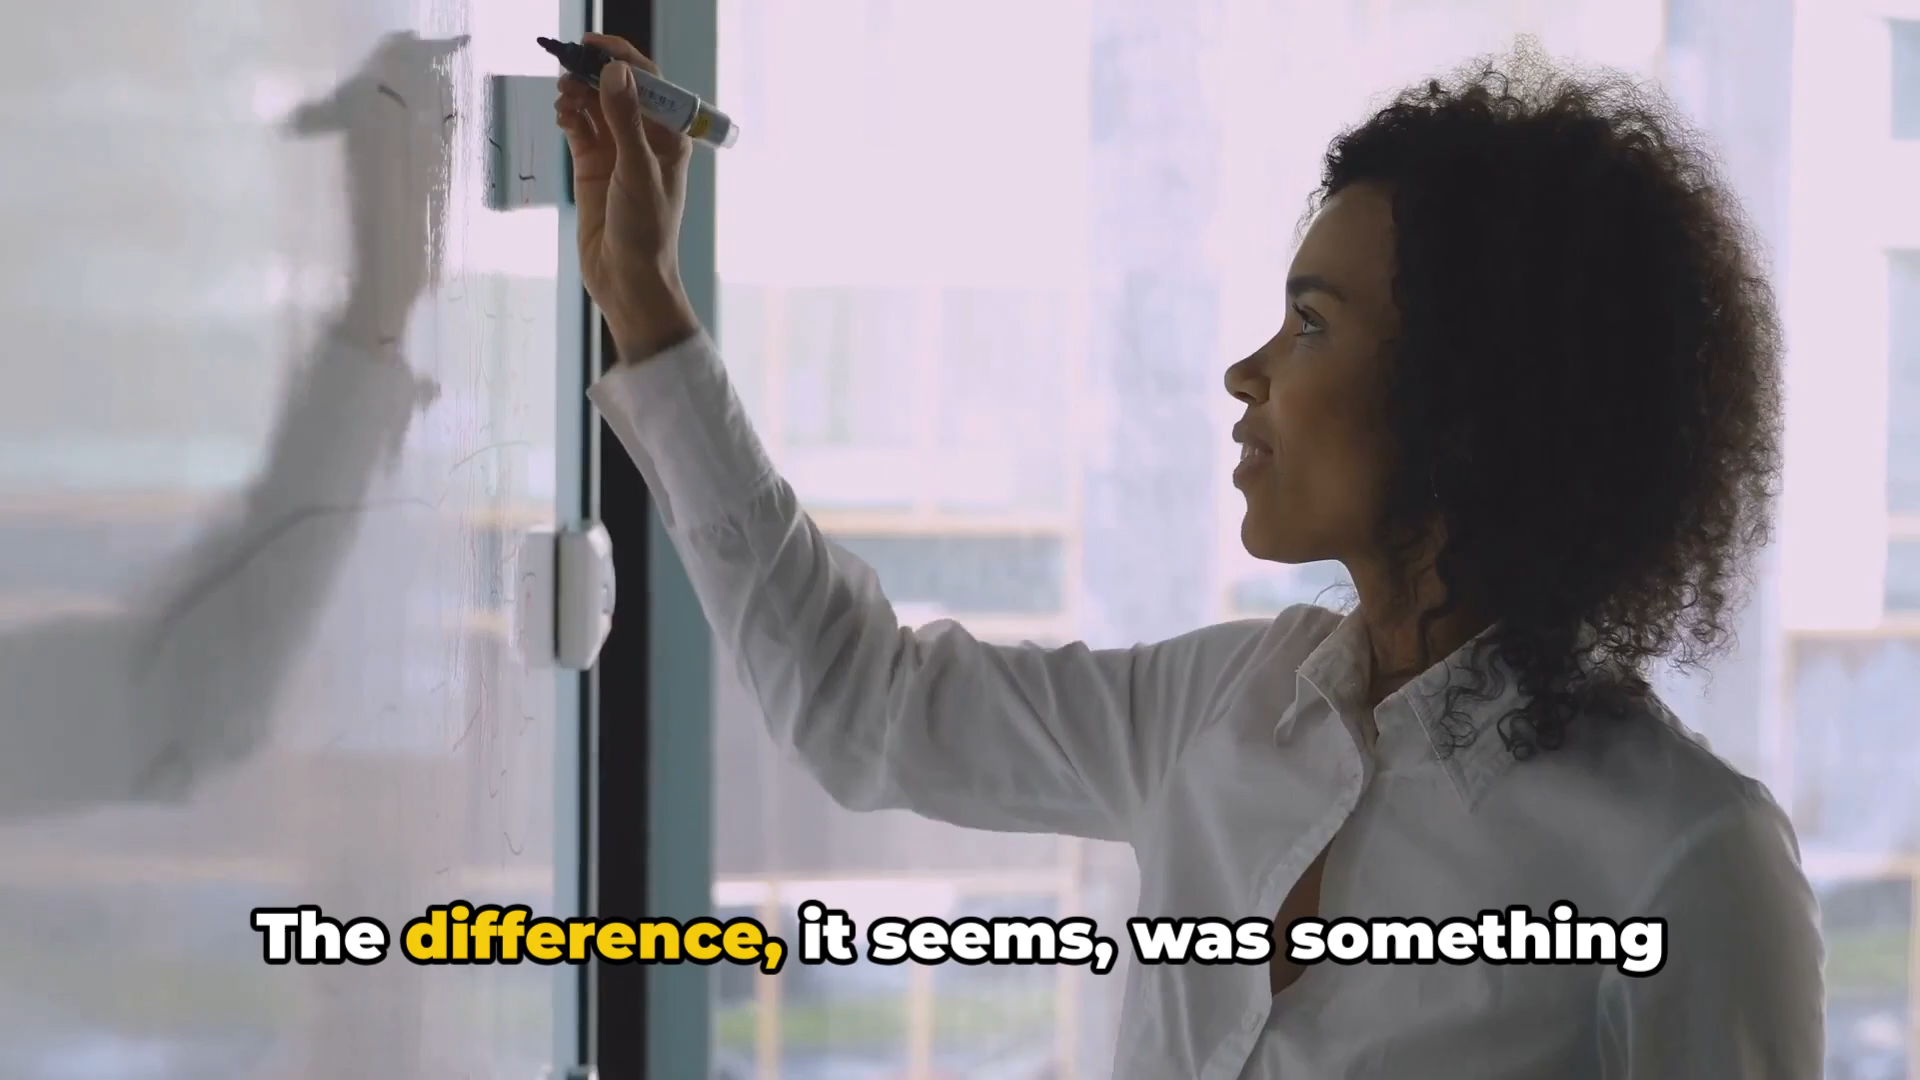 The difference, it seems, was something